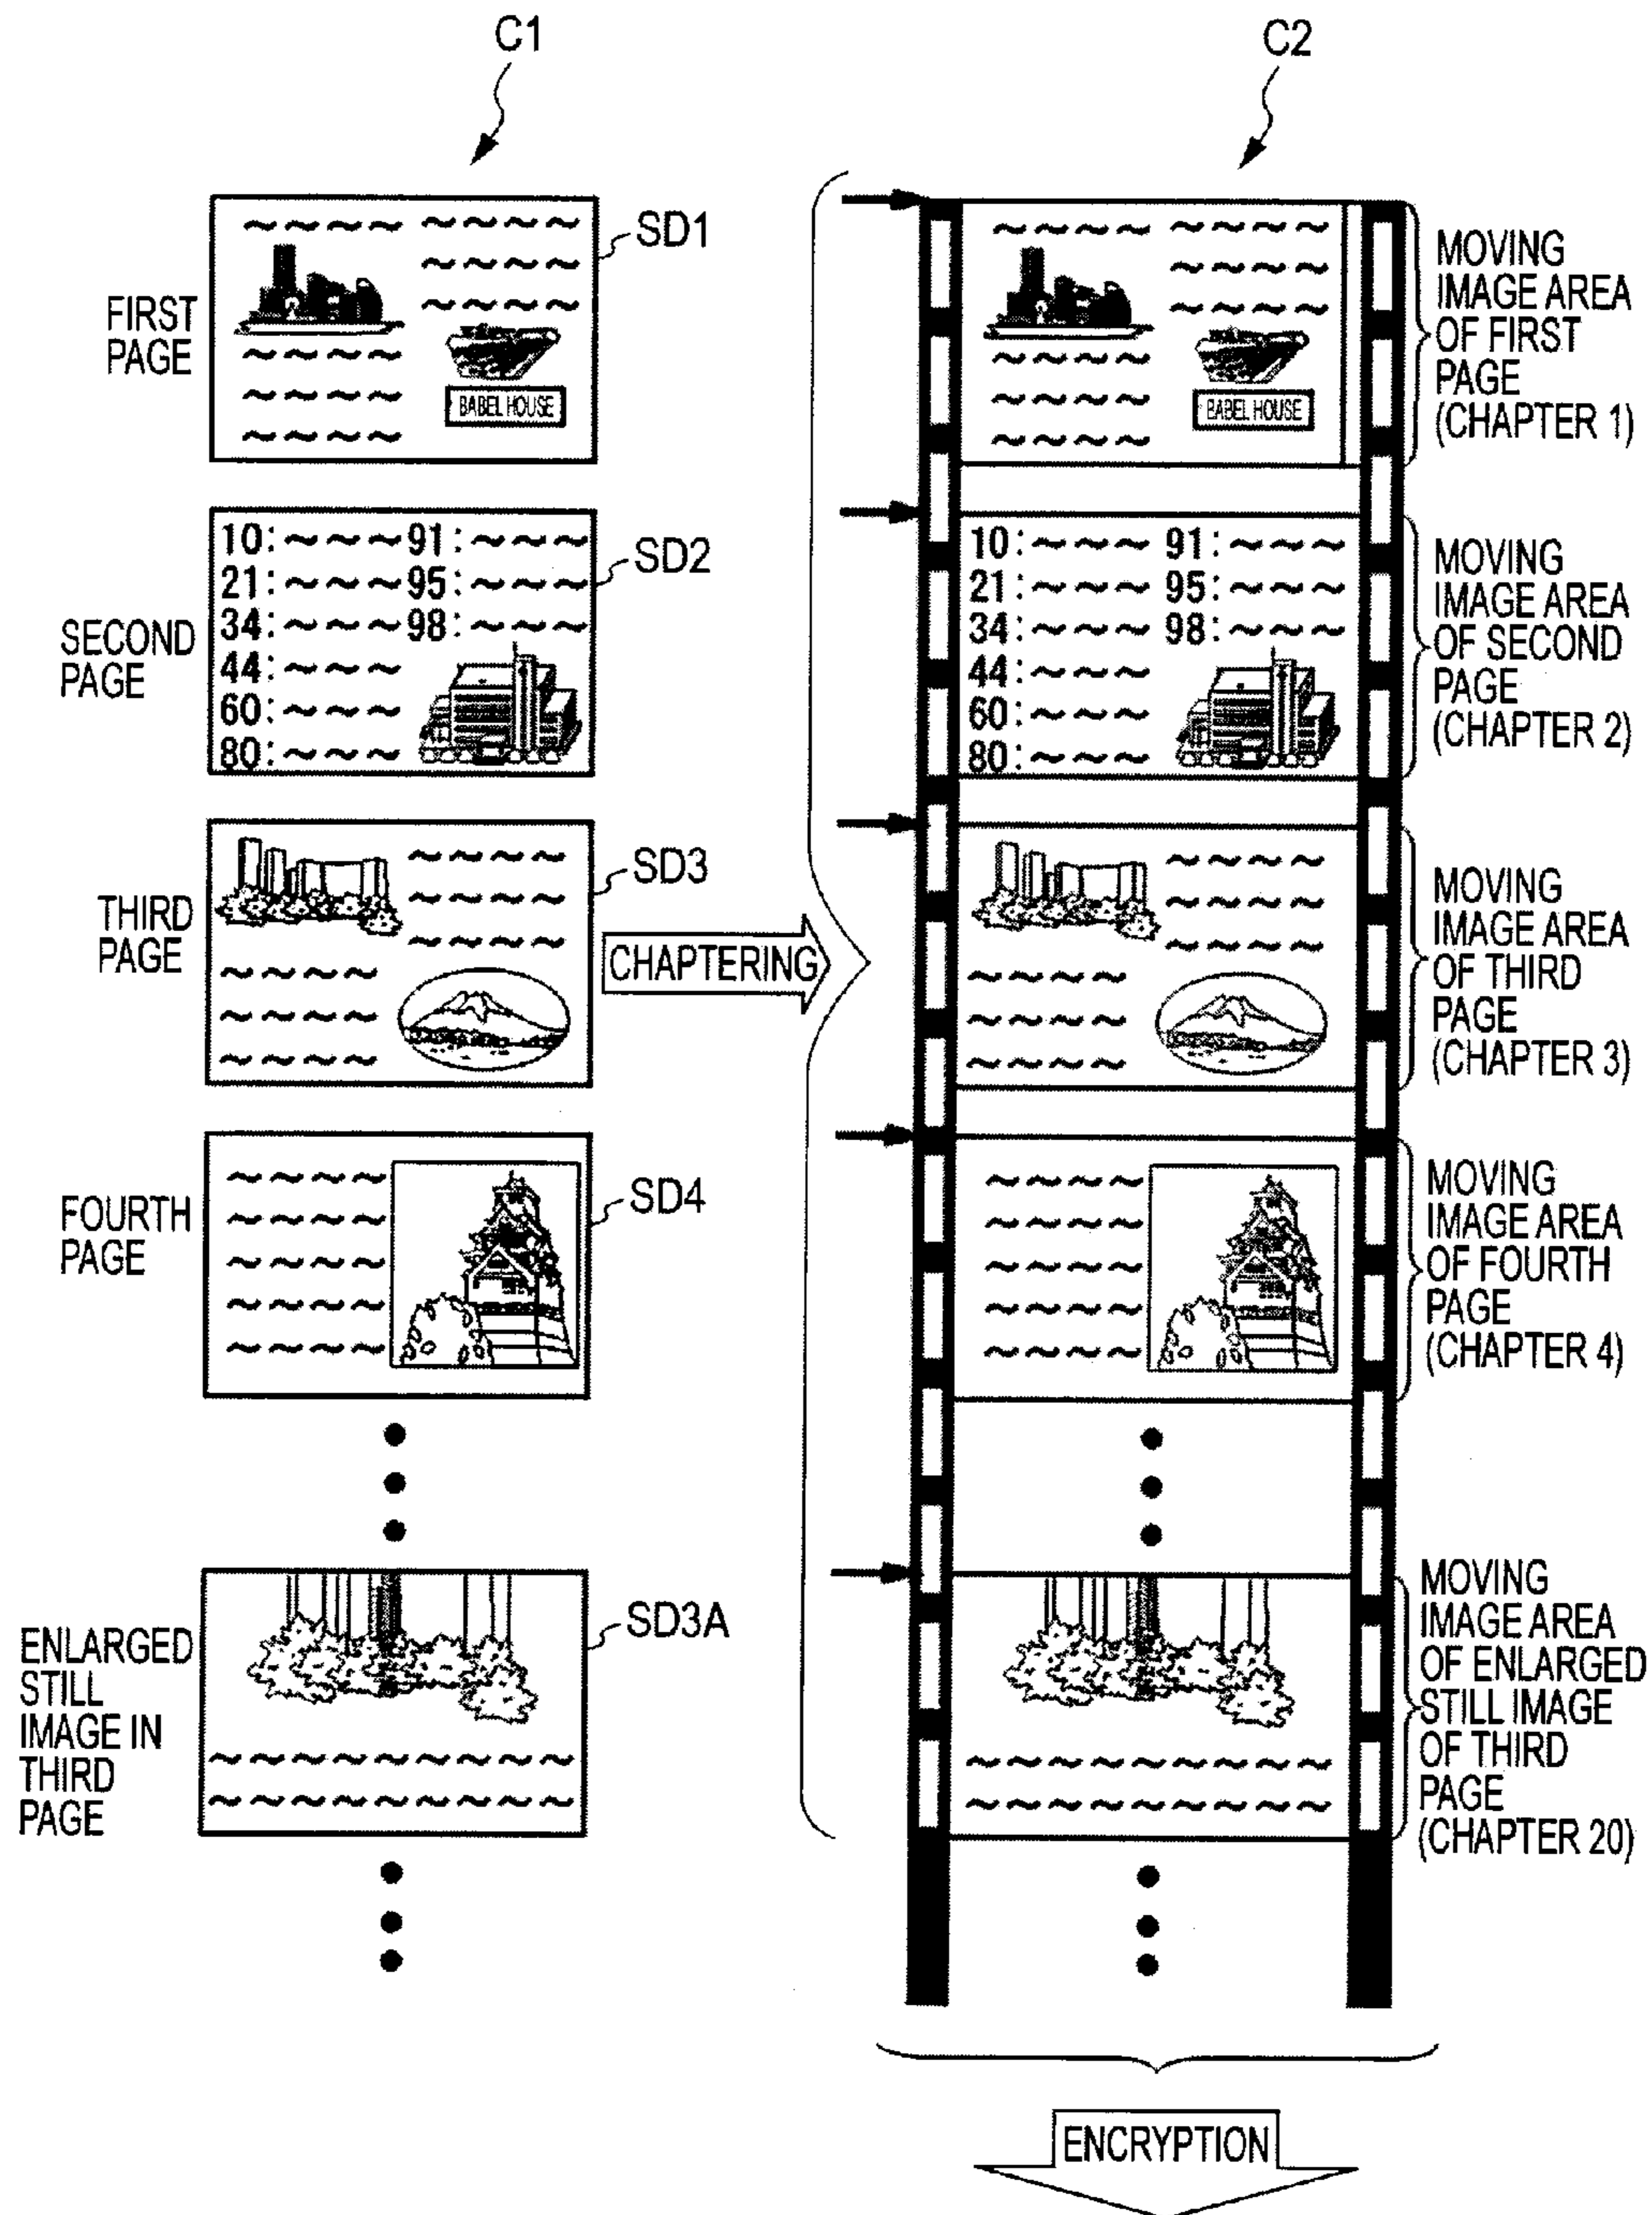 C1
C2
FIRST
PAGE
SD1
BABEL HOUSE
SECOND
PAGE
10: 91:
21: 95:
34: 98:
44:
60:
80:
SD2
THIRD
PAGE
SD3
FOURTH
PAGE
SD4
ENLARGED
STILL
IMAGE IN
THIRD
PAGE
SD3A
CHAPTERING
BABEL HOUSE
MOVING
IMAGE AREA
OF FIRST
PAGE
(CHAPTER 1)
10: 91:
21: 95:
34: 98:
44:
60:
80:
MOVING
IMAGE AREA
OF SECOND
PAGE
(CHAPTER 2)
MOVING
IMAGE AREA
OF THIRD
PAGE
(CHAPTER 3)
MOVING
IMAGE AREA
OF FOURTH
PAGE
(CHAPTER 4)
MOVING
IMAGE AREA
OF ENLARGED
STILL IMAGE
OF THIRD
PAGE
(CHAPTER 20)
ENCRYPTION